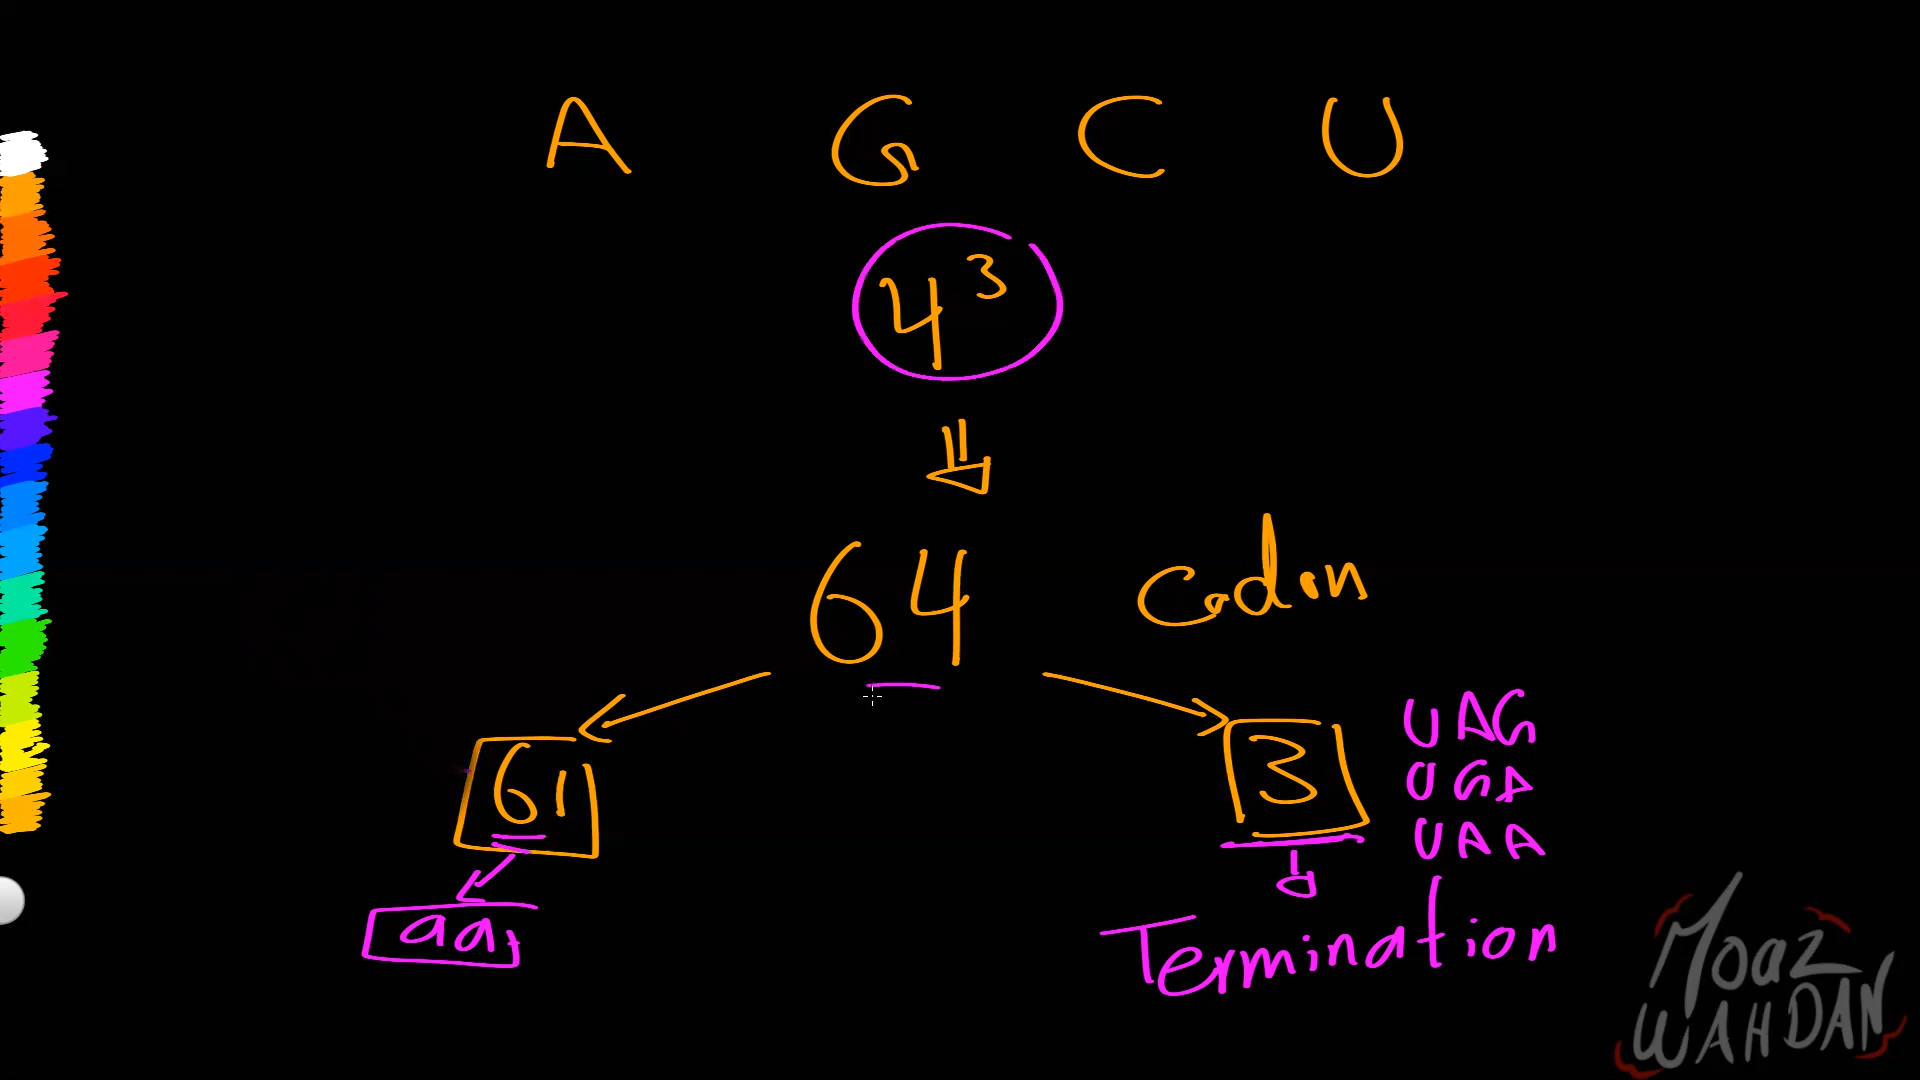 A G C U
4³
64 Codon
61
3
UAG
UGA
UAA
aa
Termination
MOAZ
WAHDAN